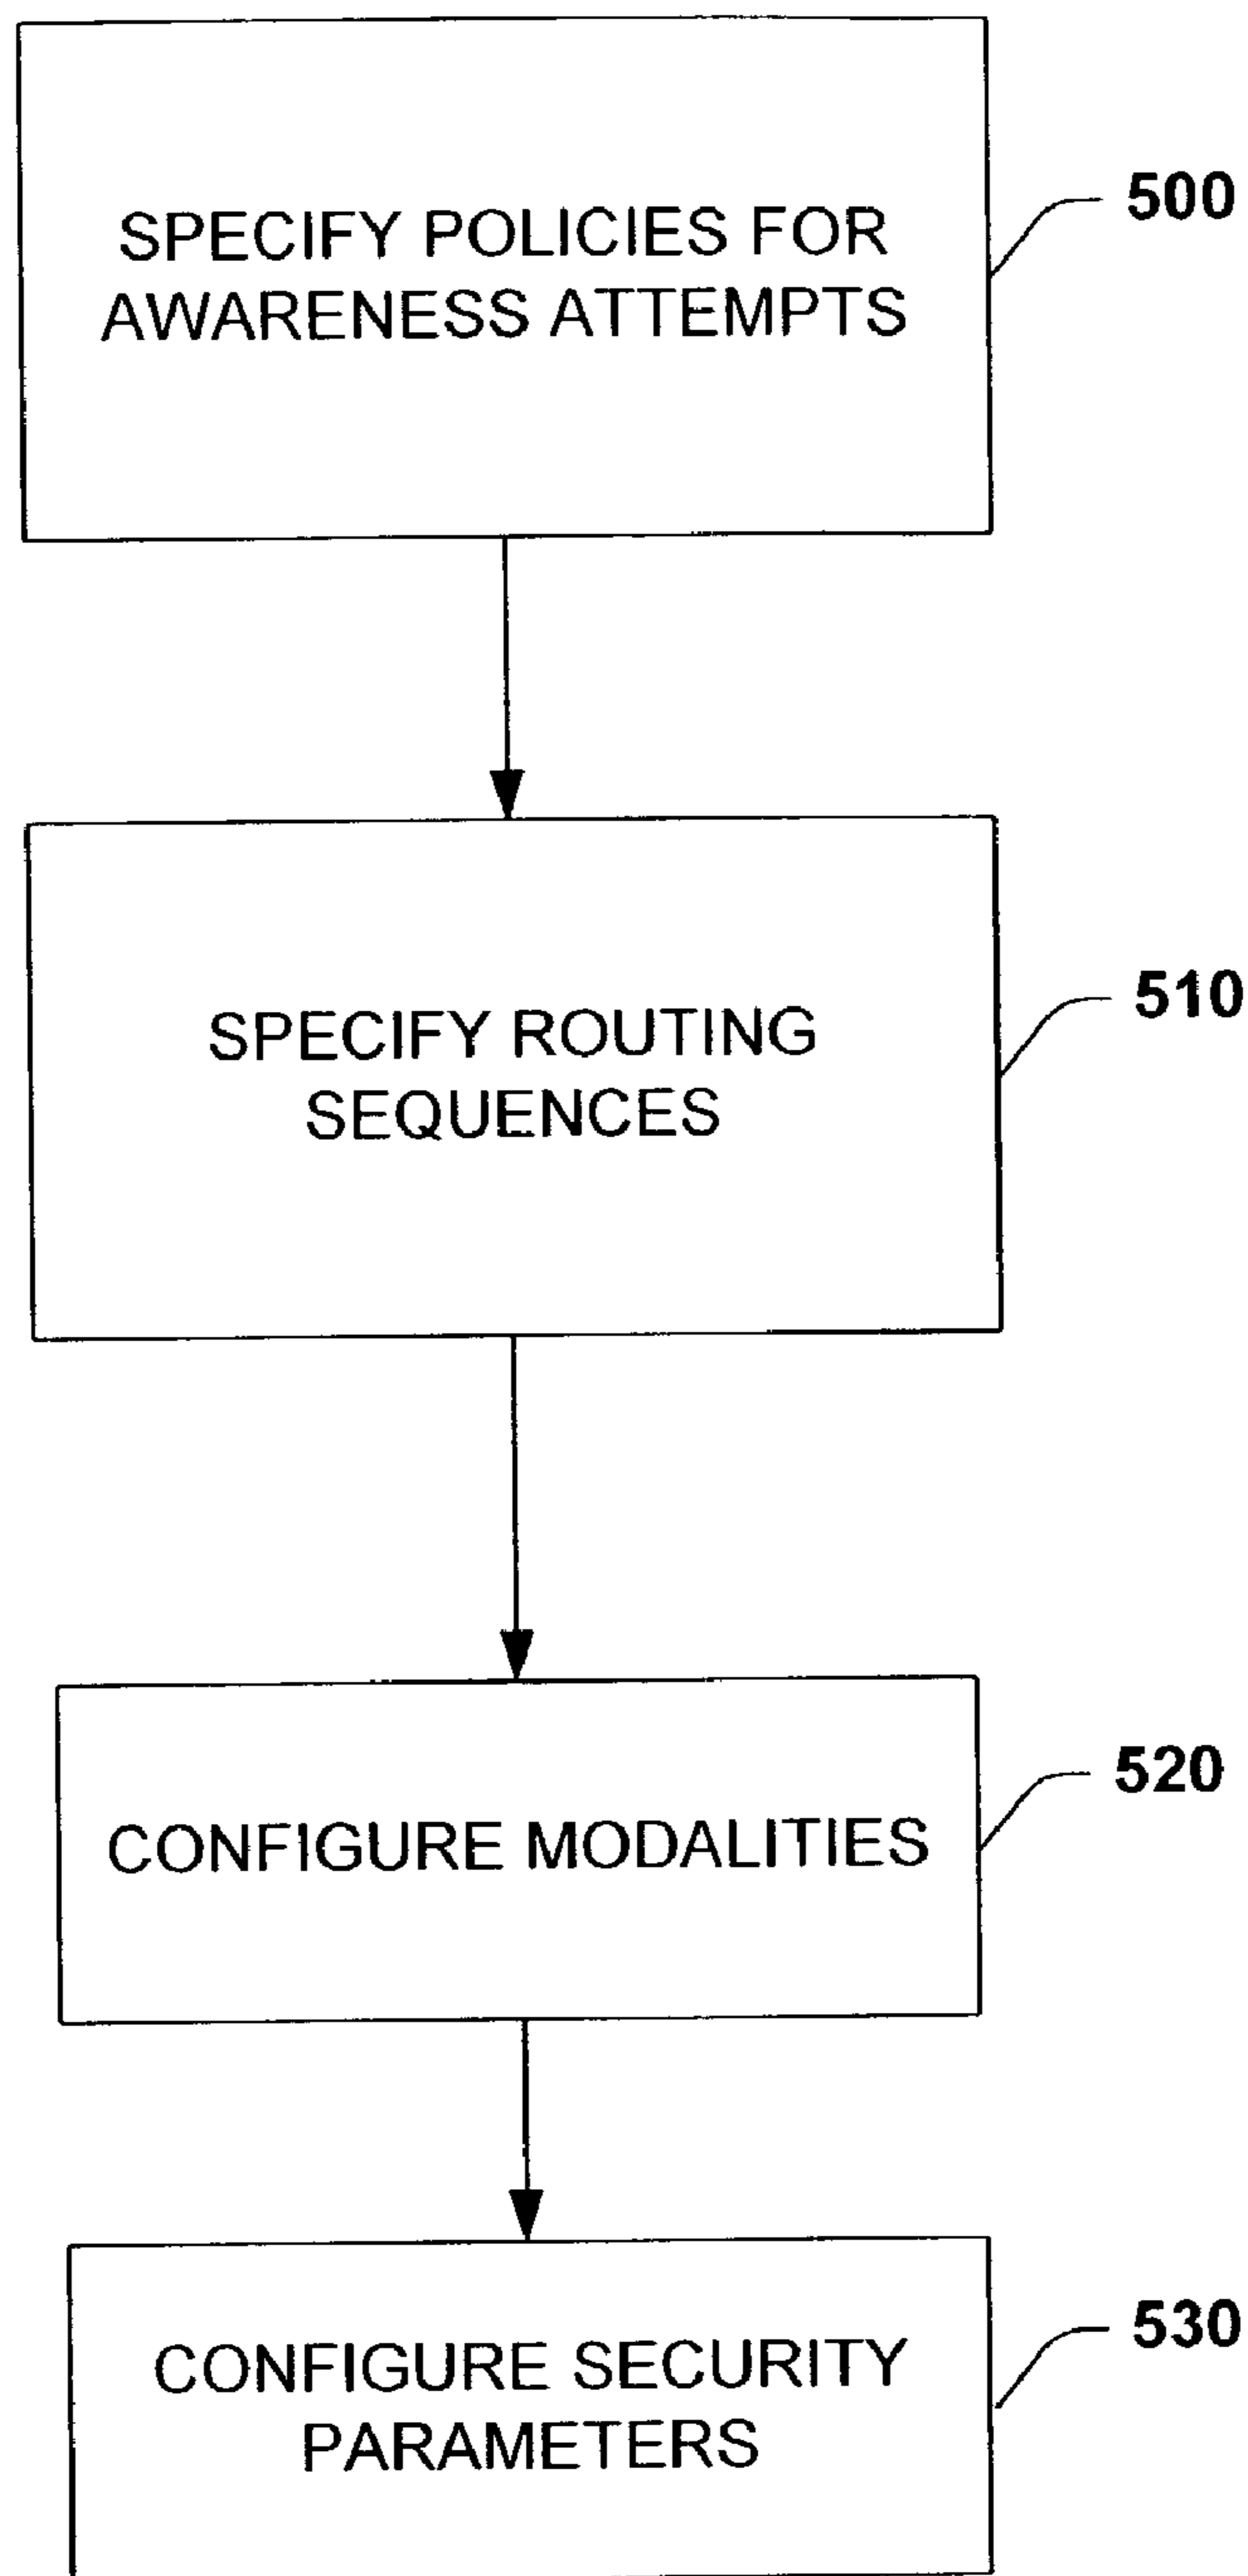 SPECIFY POLICIES FOR
AWARENESS ATTEMPTS
500
SPECIFY ROUTING
SEQUENCES
510
CONFIGURE MODALITIES
520
CONFIGURE SECURITY
PARAMETERS
530